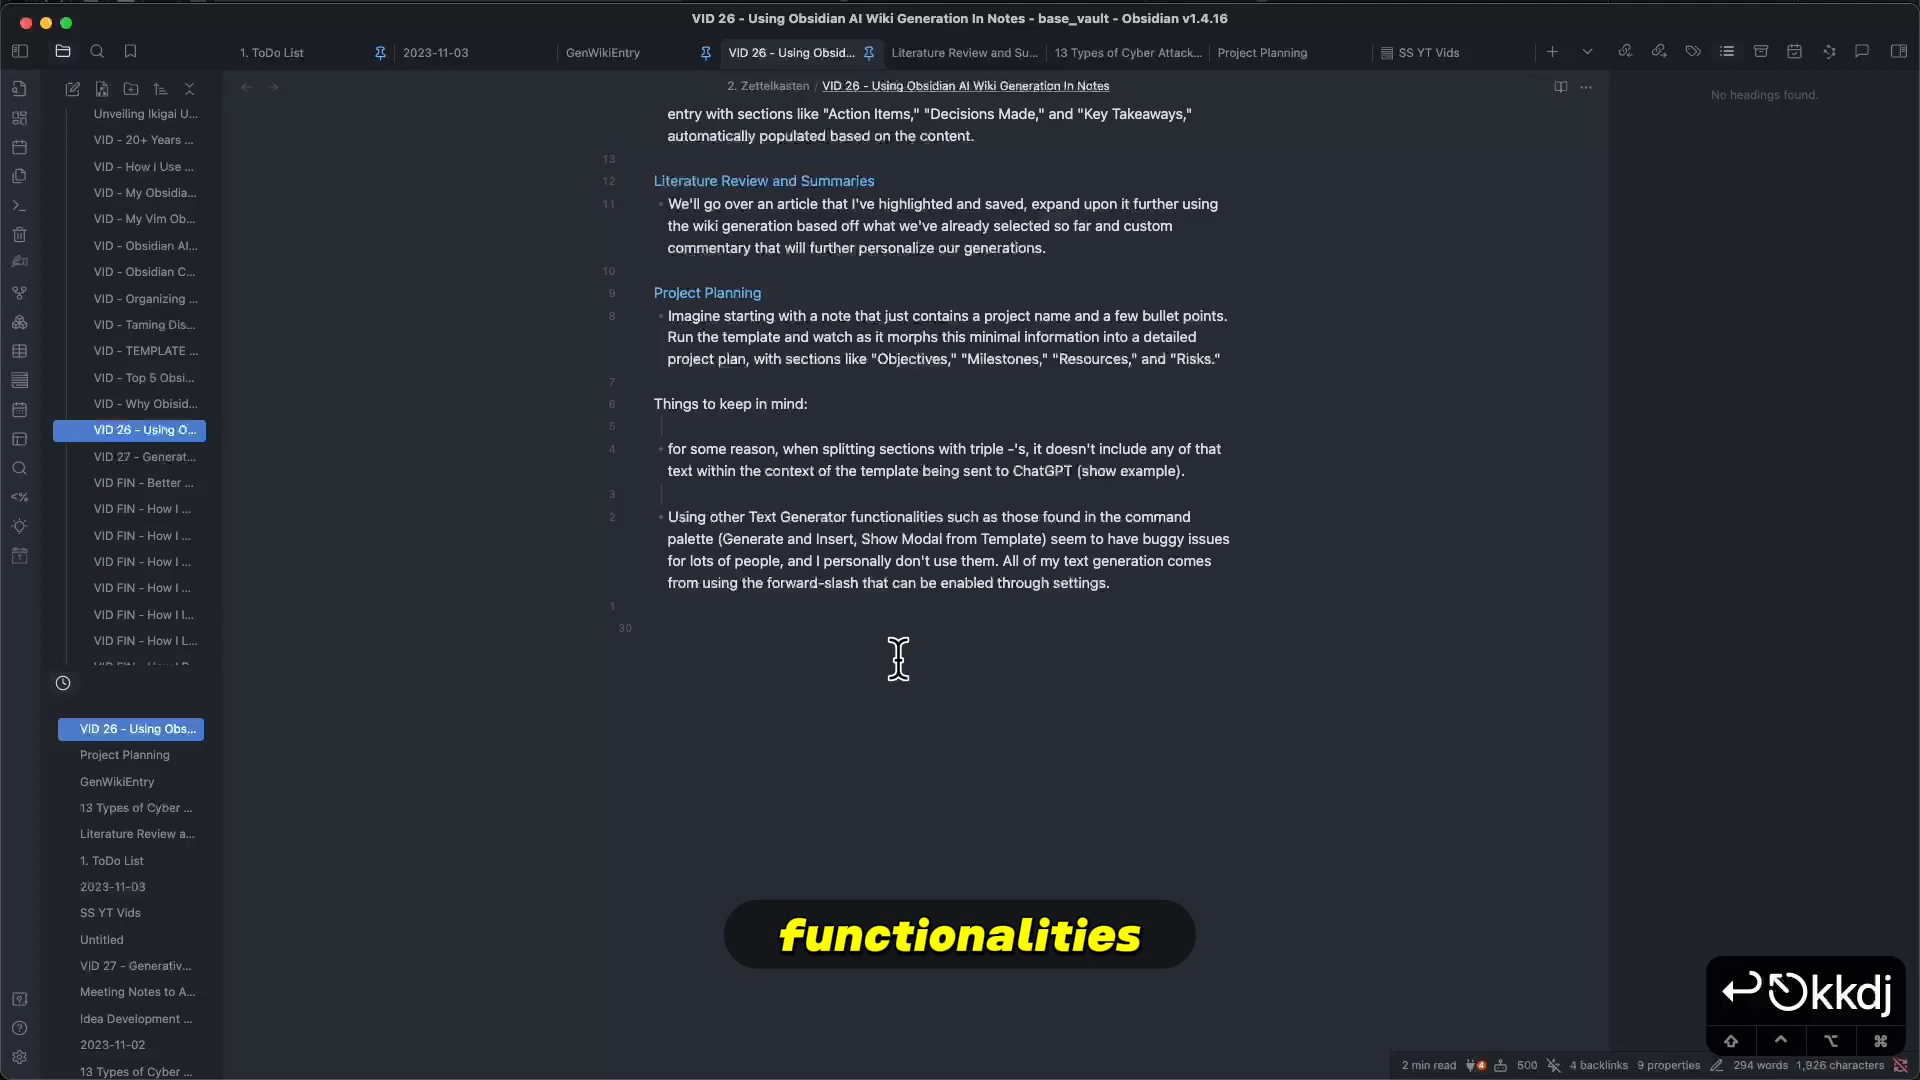 VID 26 - Using Obsidian AI Wiki Generation In Notes - base_vault - Obsidian v1.4.16
1. ToDo List
2023-11-03
GenWikiEntry
VID 26 - Using Obsid...
Literature Review and Su...
13 Types of Cyber Attack...
Project Planning
SS YT Vids
2. Zettelkasten / VID 26 - Using Obsidian AI Wiki Generation In Notes
No headings found.
Unveiling Ikigai U...
VID - 20+ Years ...
VID - How I Use ...
VID - My Obsidia...
VID - My Vim Ob...
VID - Obsidian AI...
VID - Obsidian C...
VID - Organizing ...
VID - Taming Dis...
VID - TEMPLATE ...
VID - Top 5 Obsi...
VID - Why Obisid...
VID 26 - Using O...
VID 27 - Generat...
VID FIN - Better ...
VID FIN - How I ...
VID FIN - How I ...
VID FIN - How I ...
VID FIN - How I ...
VID FIN - How I I...
VID FIN - How I L...
VID 26 - Using Obs...
Project Planning
GenWikiEntry
13 Types of Cyber ...
Literature Review a...
1. ToDo List
2023-11-03
SS YT Vids
Untitled
VID 27 - Generativ...
Meeting Notes to A...
Idea Development ...
2023-11-02
13 Types of Cyber ...
entry with sections like "Action Items," "Decisions Made," and "Key Takeaways,"
automatically populated based on the content.
13
12 Literature Review and Summaries
11 We'll go over an article that I've highlighted and saved, expand upon it further using
the wiki generation based off what we've already selected so far and custom
commentary that will further personalize our generations.
10
9 Project Planning
8 Imagine starting with a note that just contains a project name and a few bullet points.
Run the template and watch as it morphs this minimal information into a detailed
project plan, with sections like "Objectives," "Milestones," "Resources," and "Risks."
7
6 Things to keep in mind:
5
4 for some reason, when splitting sections with triple -'s, it doesn't include any of that
text within the context of the template being sent to ChatGPT (show example).
3
2 Using other Text Generator functionalities such as those found in the command
palette (Generate and Insert, Show Modal from Template) seem to have buggy issues
for lots of people, and I personally don't use them. All of my text generation comes
from using the forward-slash that can be enabled through settings.
1
30
functionalities
kkdj
2 min read
4
500
4 backlinks
9 properties
294 words
1,926 characters